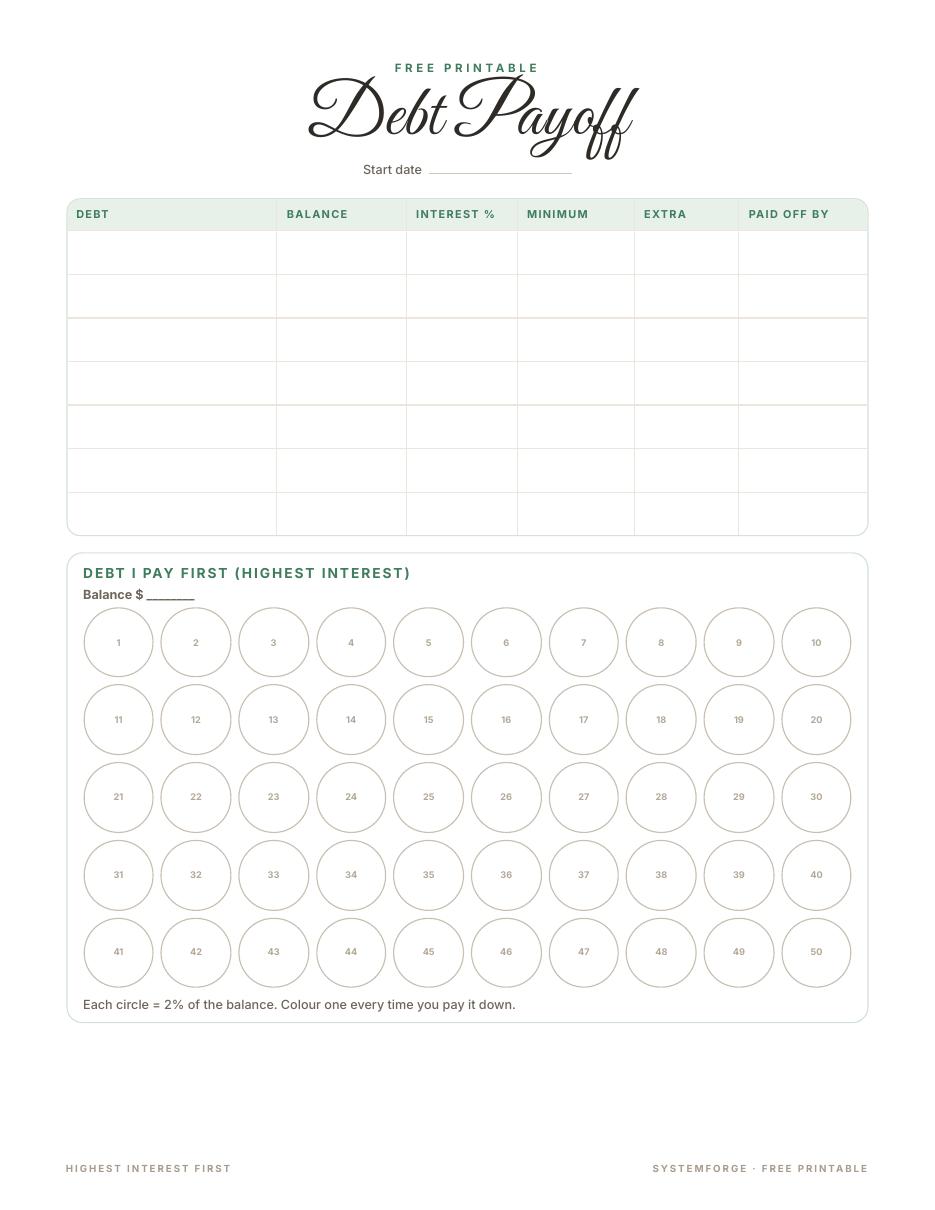 FREE PRINTABLE
Debt Payoff
Start date
DEBT BALANCE INTEREST % MINIMUM EXTRA PAID OFF BY
DEBT I PAY FIRST (HIGHEST INTEREST)
Balance $ ________
1 2 3 4 5 6 7 8 9 10
11 12 13 14 15 16 17 18 19 20
21 22 23 24 25 26 27 28 29 30
31 32 33 34 35 36 37 38 39 40
41 42 43 44 45 46 47 48 49 50
Each circle = 2% of the balance. Colour one every time you pay it down.
HIGHEST INTEREST FIRST SYSTEMFORGE · FREE PRINTABLE